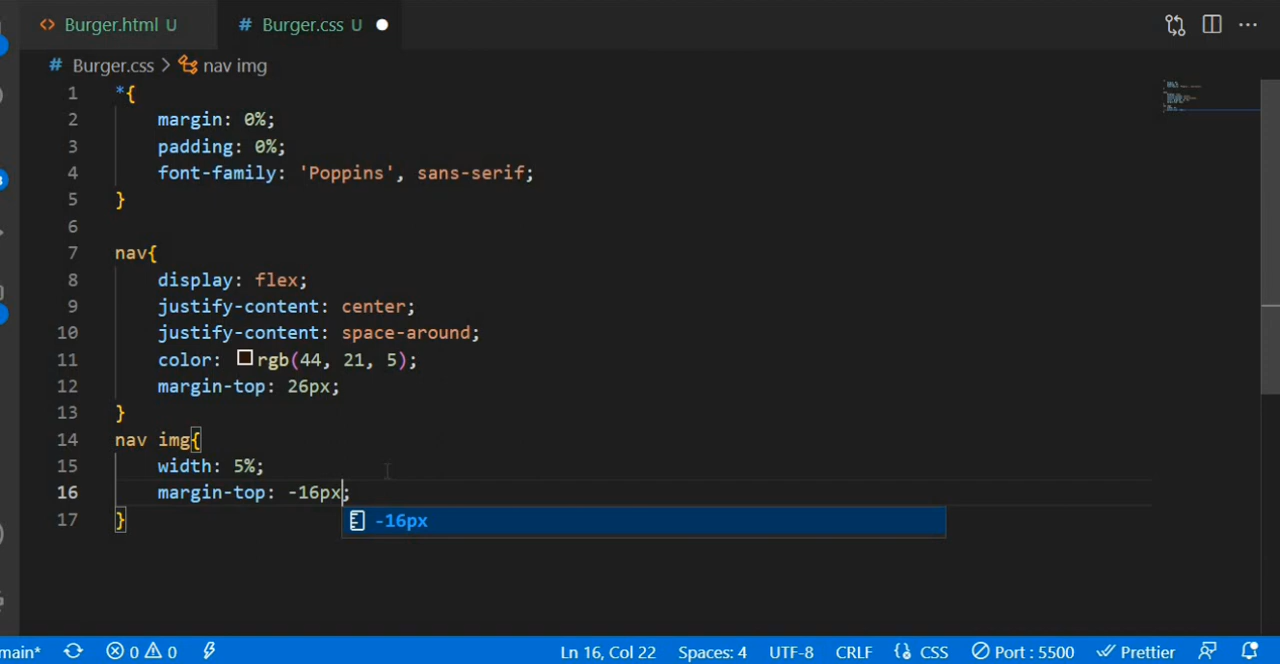 Burger.html U
# Burger.css U
# Burger.css > nav img
1 *{
2 margin: 0%;
3 padding: 0%;
4 font-family: 'Poppins', sans-serif;
5 }
6
7 nav{
8 display: flex;
9 justify-content: center;
10 justify-content: space-around;
11 color: rgb(44, 21, 5);
12 margin-top: 26px;
13 }
14 nav img{
15 width: 5%;
16 margin-top: -16px;
-16px
17 }
main* 0 0 Ln 16, Col 22 Spaces: 4 UTF-8 CRLF CSS Port : 5500 Prettier